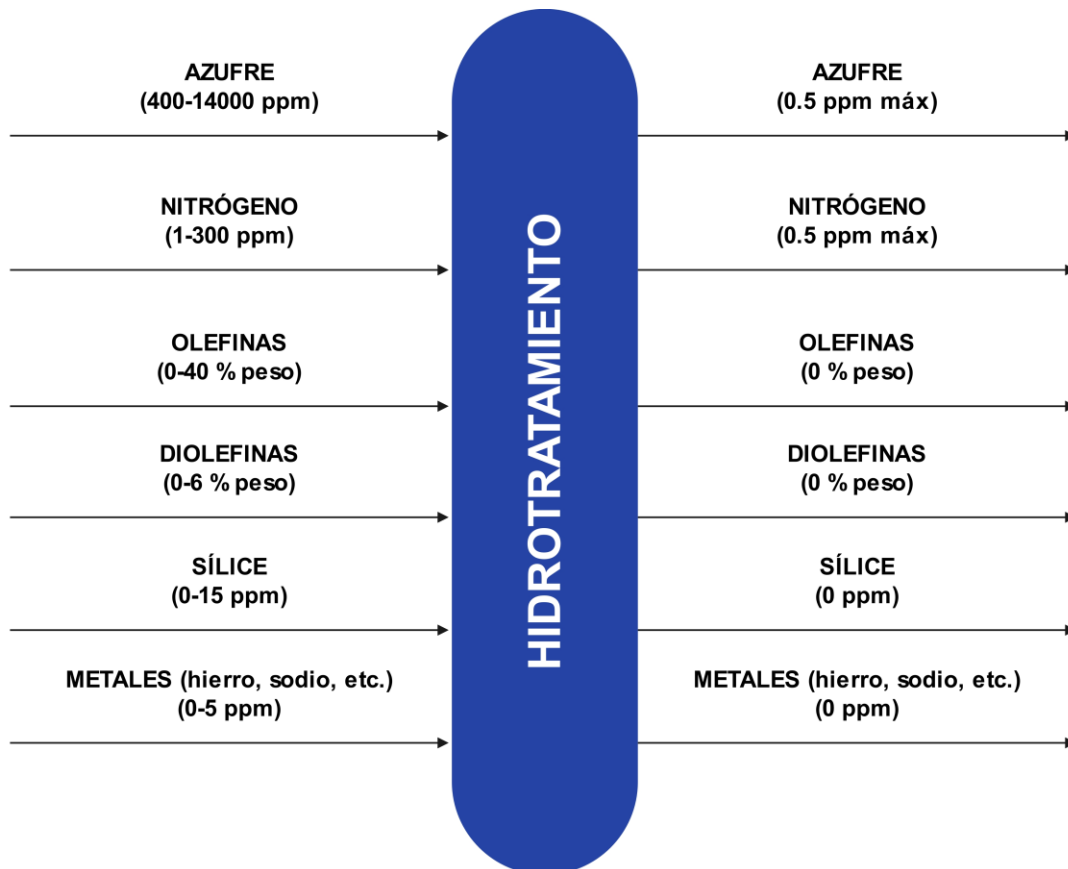 AZUFRE
(400-14000 ppm)
AZUFRE
(0.5 ppm máx)
NITRÓGENO
(1-300 ppm)
NITRÓGENO
(0.5 ppm máx)
OLEFINAS
(0-40 % peso)
OLEFINAS
(0 % peso)
DIOLEFINAS
(0-6 % peso)
DIOLEFINAS
(0 % peso)
SÍLICE
(0-15 ppm)
SÍLICE
(0 ppm)
METALES (hierro, sodio, etc.)
(0-5 ppm)
METALES (hierro, sodio, etc.)
(0 ppm)
HIDROTRATAMIENTO